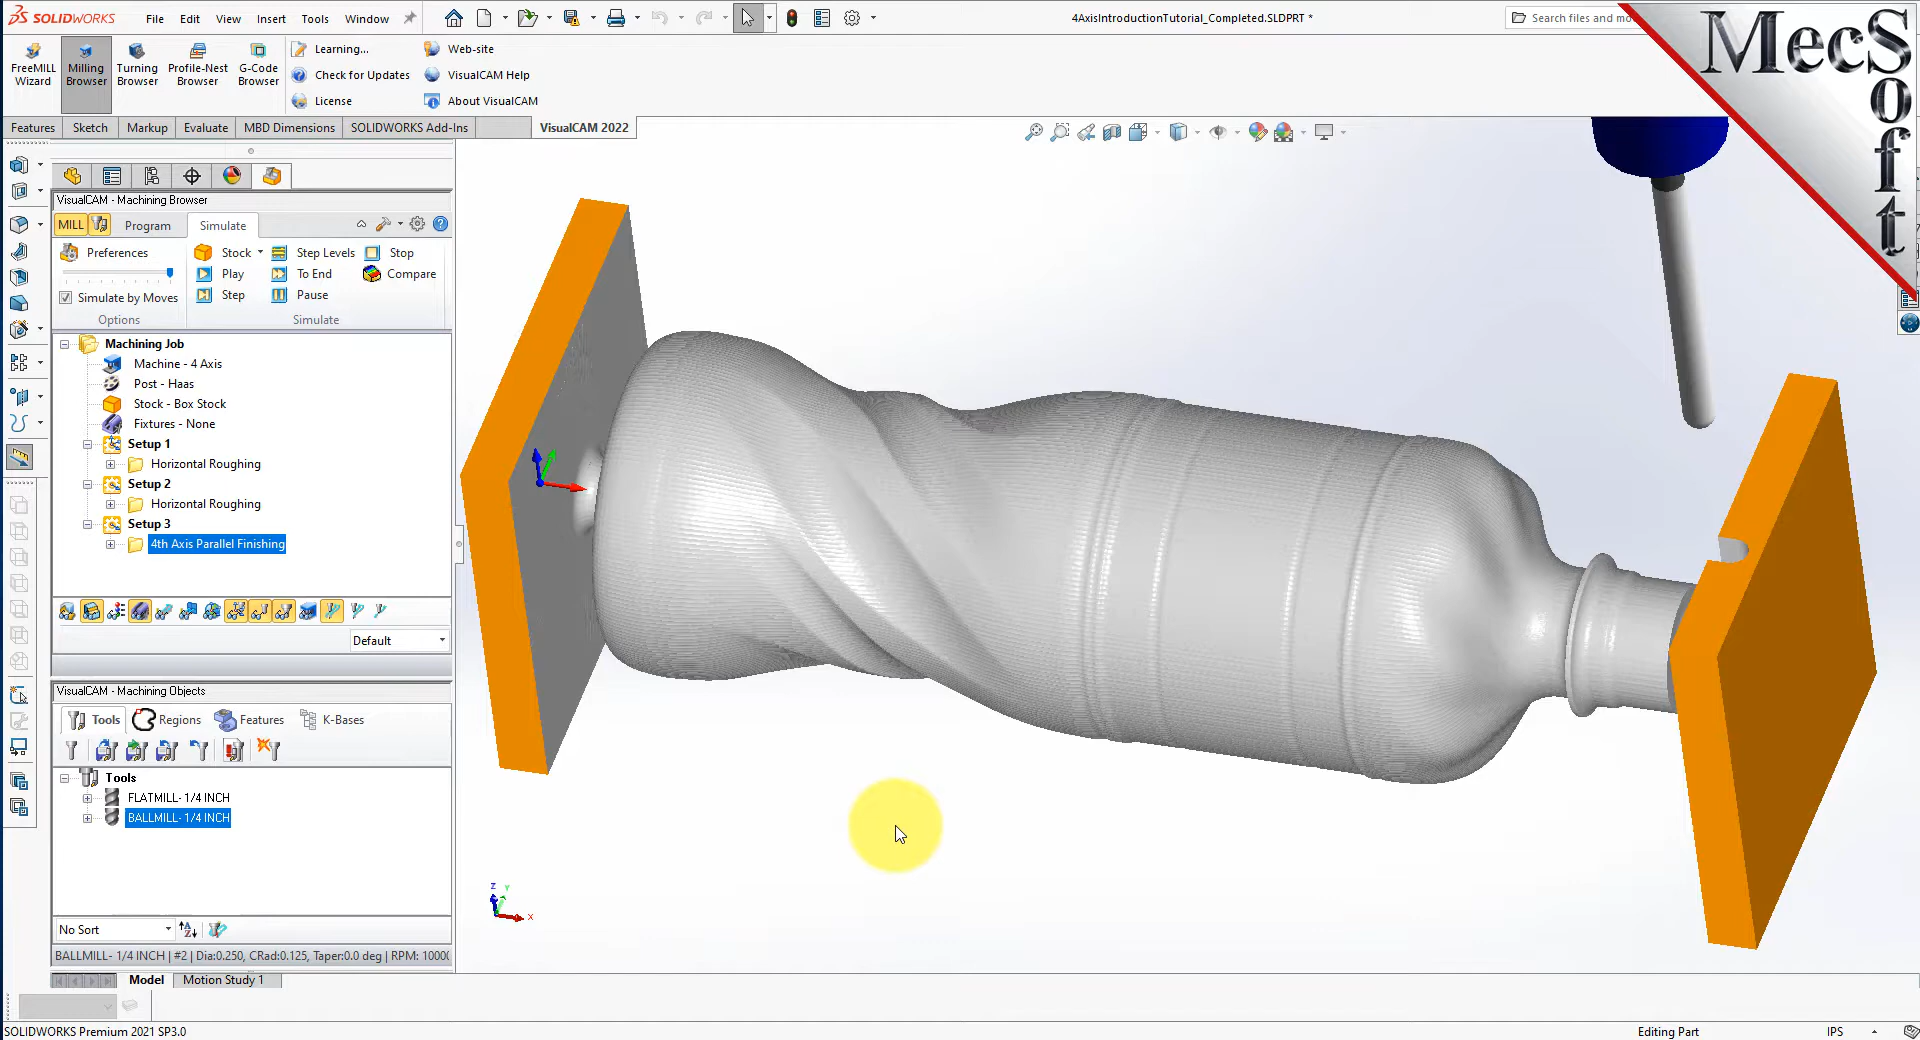 SOLIDWORKS File Edit View Insert Tools Window 4AxisIntroductionTutorial_Completed.SLDPRT * Search files and mo
MecSoft
FreeMILL Wizard
Milling Browser
Turning Browser
Profile-Nest Browser
G-Code Browser
Learning...
Check for Updates
License
Web-site
VisualCAM Help
About VisualCAM
Features Sketch Markup Evaluate MBD Dimensions SOLIDWORKS Add-Ins VisualCAM 2022
VisualCAM - Machining Browser
MILL Program Simulate
Preferences Stock Step Levels Stop
Play To End Compare
Simulate by Moves Step Pause
Options Simulate
Machining Job
Machine - 4 Axis
Post - Haas
Stock - Box Stock
Fixtures - None
Setup 1
Horizontal Roughing
Setup 2
Horizontal Roughing
Setup 3
4th Axis Parallel Finishing
Default
VisualCAM - Machining Objects
Tools Regions Features K-Bases
Tools
FLATMILL- 1/4 INCH
BALLMILL- 1/4 INCH
Z Y X
No Sort
BALLMILL- 1/4 INCH | #2 | Dia:0.250, CRad:0.125, Taper:0.0 deg | RPM: 10000
Model Motion Study 1
SOLIDWORKS Premium 2021 SP3.0 Editing Part IPS